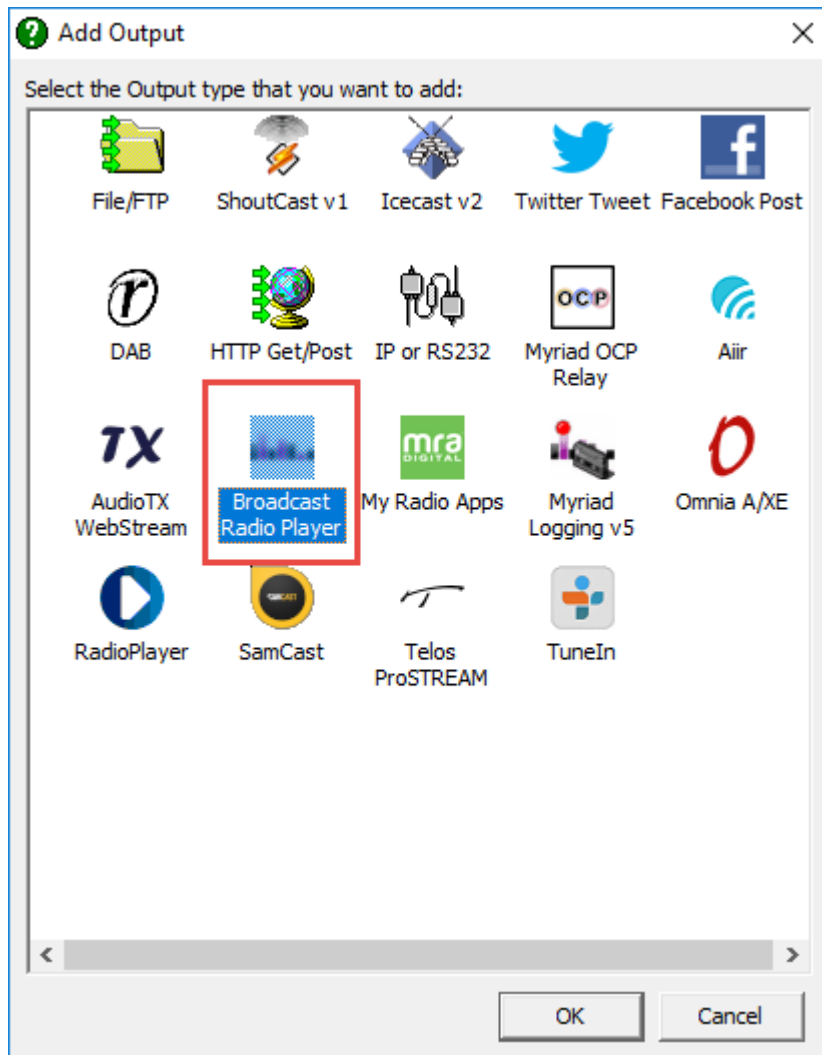 Add Output
Select the Output type that you want to add:
File/FTP
ShoutCast v1
Icecast v2
Twitter Tweet
Facebook Post
DAB
HTTP Get/Post
IP or RS232
OCP
Myriad OCP
Relay
Aiir
TX
AudioTX
WebStream
Broadcast
Radio Player
mra
DIGITAL
My Radio Apps
Myriad
Logging v5
Omnia A/XE
RadioPlayer
SAMCAST
SamCast
Telos
ProSTREAM
TuneIn
OK
Cancel